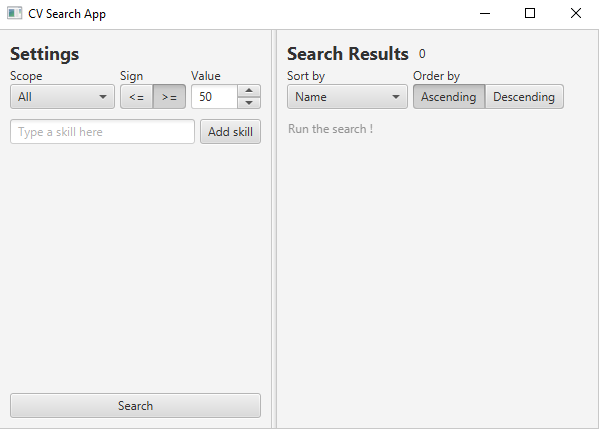 CV Search App
Settings
Scope Sign Value
All <= >= 50
Type a skill here Add skill
Search
Search Results 0
Sort by Order by
Name Ascending Descending
Run the search !